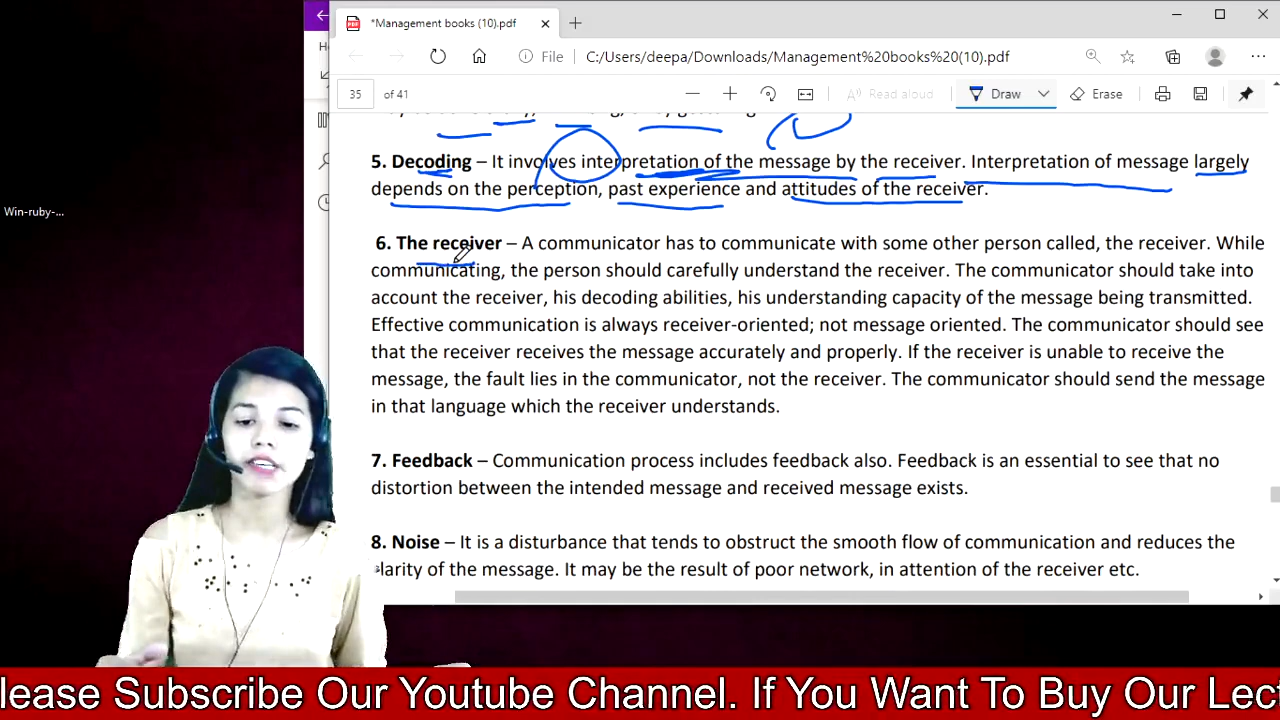 *Management books (10).pdf
File C:/Users/deepa/Downloads/Management%20books%20(10).pdf
35 of 41 Read aloud Draw Erase
5. Decoding – It involves interpretation of the message by the receiver. Interpretation of message largely
depends on the perception, past experience and attitudes of the receiver.
Win-ruby-...
6. The receiver – A communicator has to communicate with some other person called, the receiver. While
communicating, the person should carefully understand the receiver. The communicator should take into
account the receiver, his decoding abilities, his understanding capacity of the message being transmitted.
Effective communication is always receiver-oriented; not message oriented. The communicator should see
that the receiver receives the message accurately and properly. If the receiver is unable to receive the
message, the fault lies in the communicator, not the receiver. The communicator should send the message
in that language which the receiver understands.
7. Feedback – Communication process includes feedback also. Feedback is an essential to see that no
distortion between the intended message and received message exists.
8. Noise – It is a disturbance that tends to obstruct the smooth flow of communication and reduces the
larity of the message. It may be the result of poor network, in attention of the receiver etc.
lease Subscribe Our Youtube Channel. If You Want To Buy Our Lect